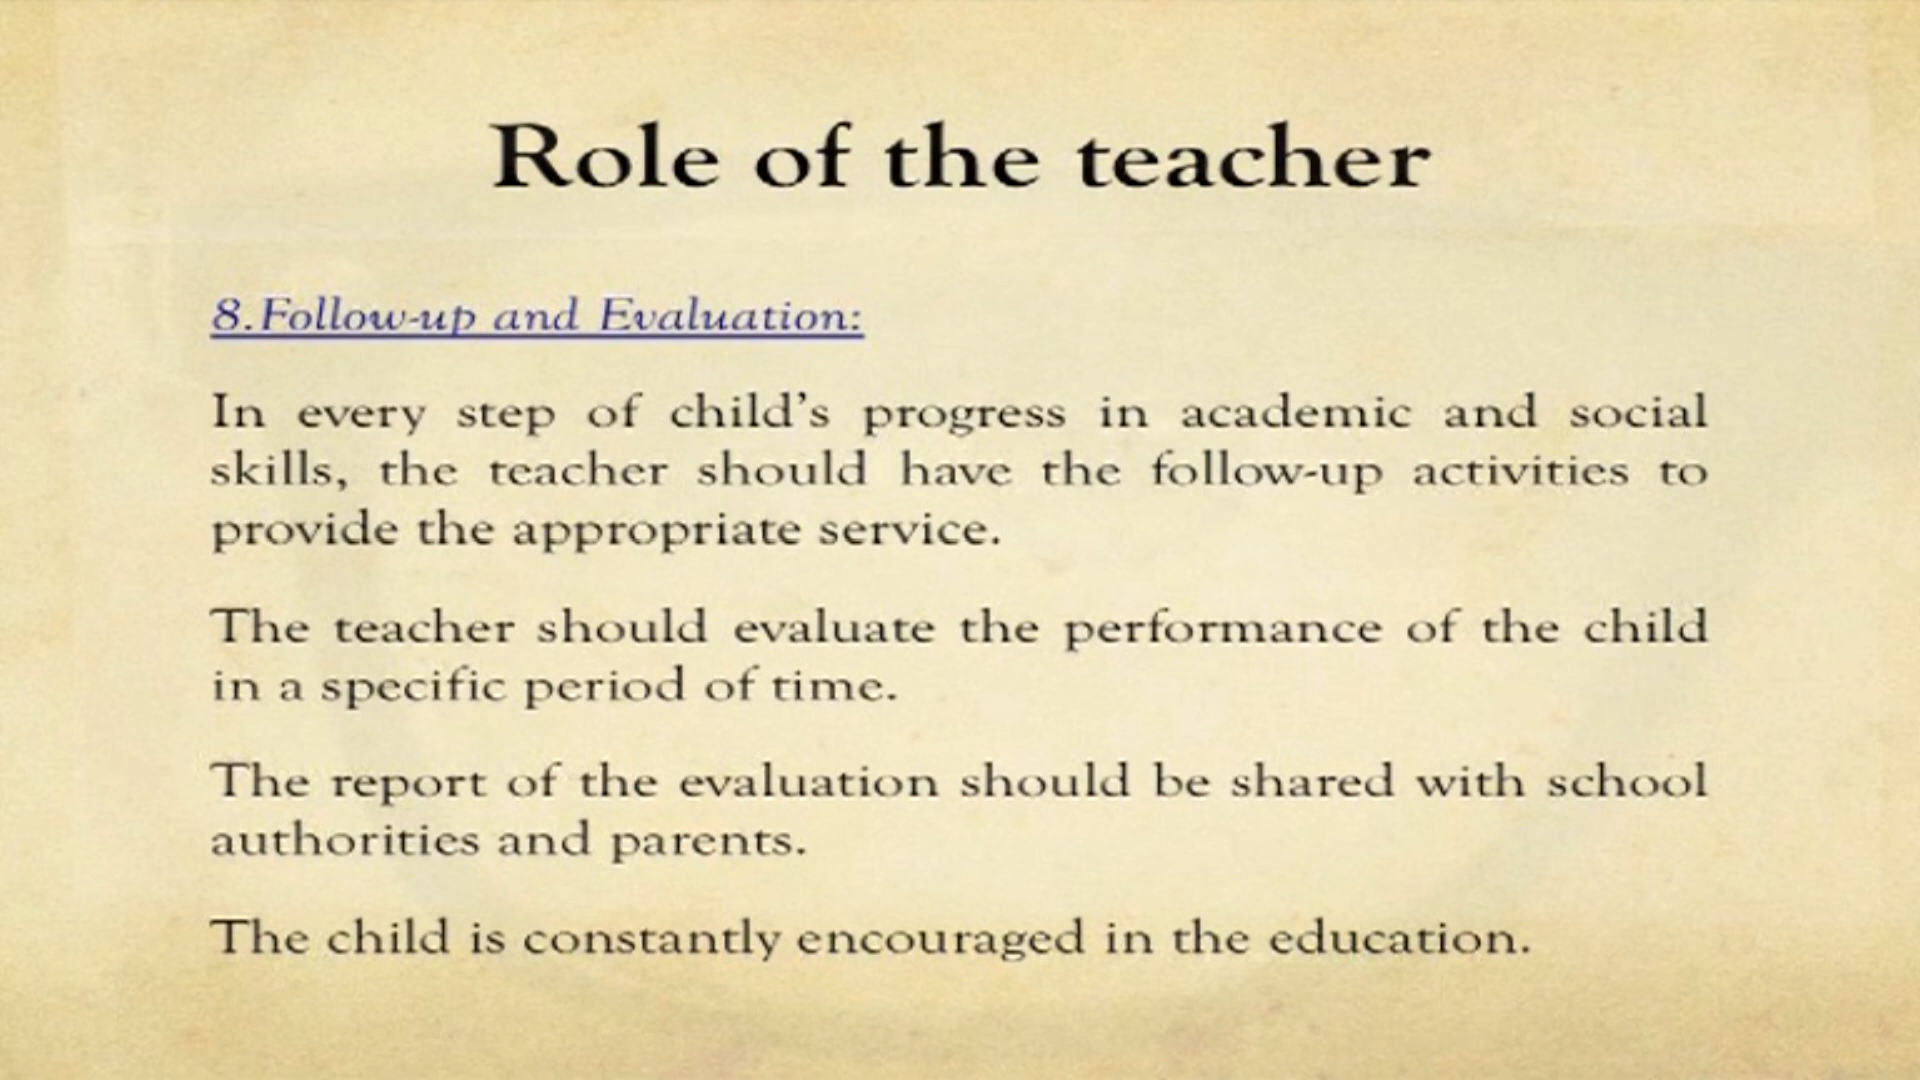 Role of the teacher
8.Follow-up and Evaluation:
In every step of child's progress in academic and social
skills, the teacher should have the follow-up activities to
provide the appropriate service.
The teacher should evaluate the performance of the child
in a specific period of time.
The report of the evaluation should be shared with school
authorities and parents.
The child is constantly encouraged in the education.